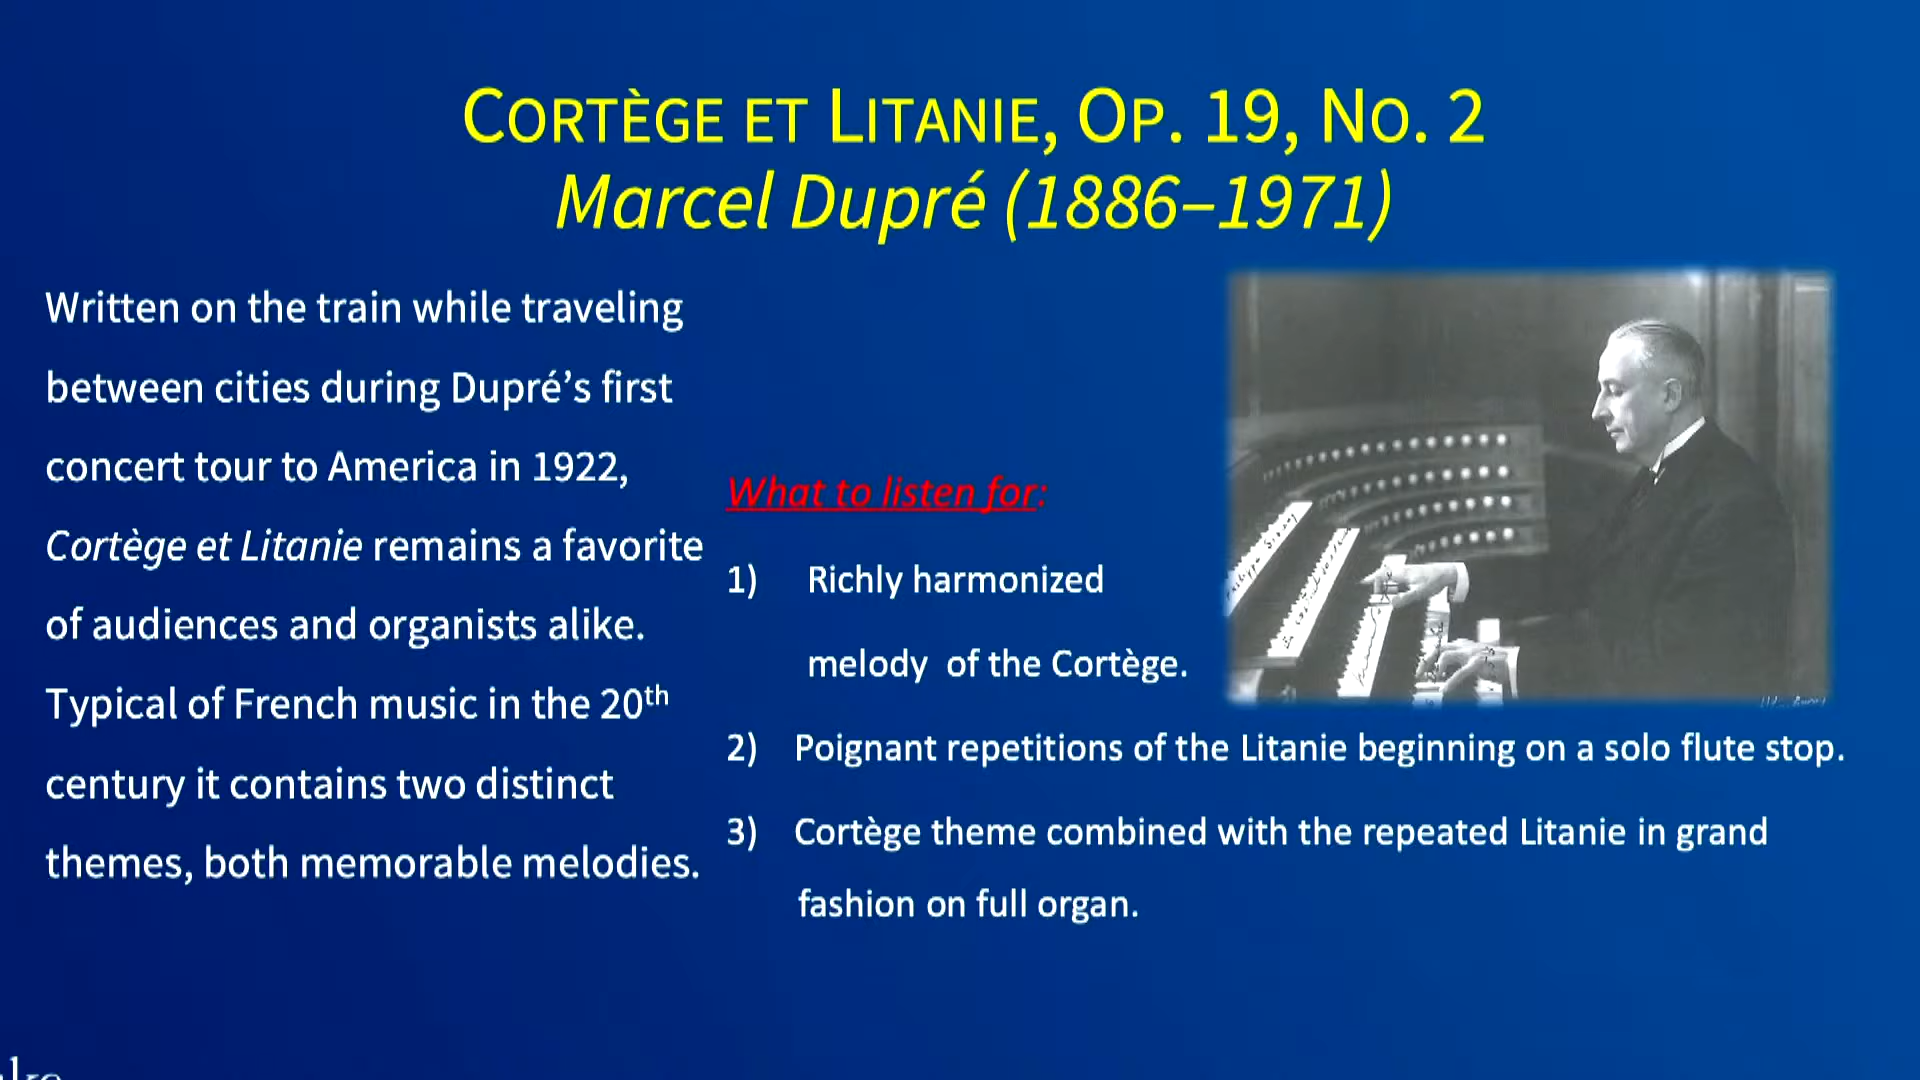 CORTÈGE ET LITANIE, OP. 19, NO. 2
Marcel Dupré (1886–1971)
Written on the train while traveling
between cities during Dupré’s first
concert tour to America in 1922,
Cortège et Litanie remains a favorite
of audiences and organists alike.
Typical of French music in the 20th
century it contains two distinct
themes, both memorable melodies.
What to listen for:
1) Richly harmonized
melody of the Cortège.
2) Poignant repetitions of the Litanie beginning on a solo flute stop.
3) Cortège theme combined with the repeated Litanie in grand
fashion on full organ.